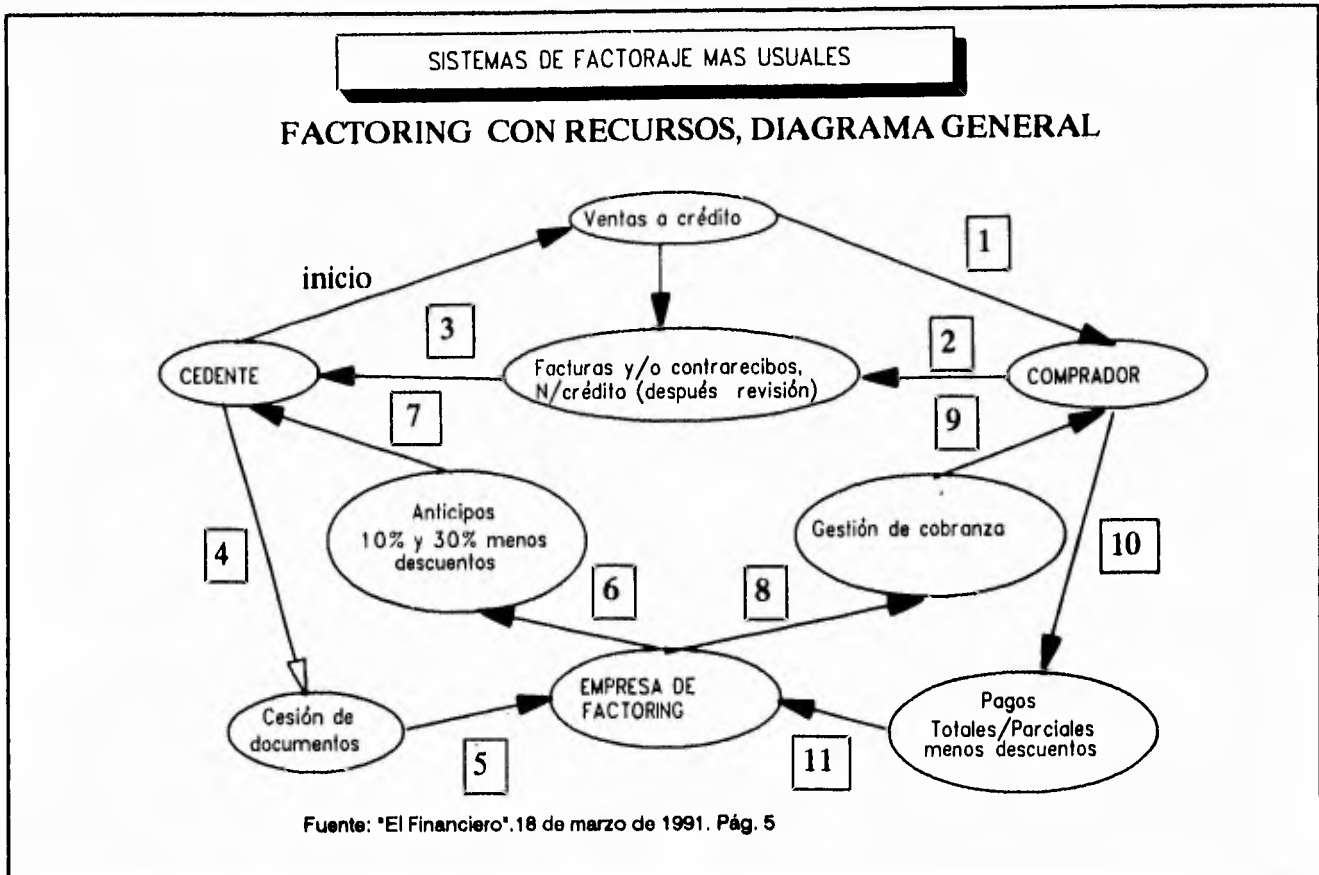 SISTEMAS DE FACTORAJE MAS USUALES
FACTORING CON RECURSOS, DIAGRAMA GENERAL
Ventas a crédito
1
inicio
3
2
CEDENTE
Facturas y/o contrarecibos,
N/crédito (después revisión)
COMPRADOR
7
9
Anticipos
10% y 30% menos
descuentos
Gestión de cobranza
4
10
6
8
Cesión de
documentos
EMPRESA DE
FACTORING
Pagos
Totales/Parciales
menos descuentos
5
11
Fuente: "El Financiero".18 de marzo de 1991. Pág. 5